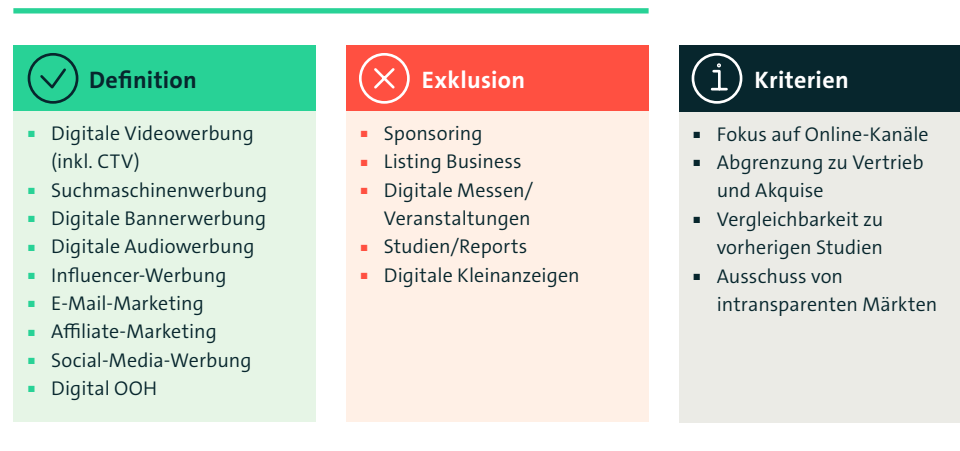 Definition
Digitale Videowerbung
(inkl. CTV)
Suchmaschinenwerbung
Digitale Bannerwerbung
Digitale Audiowerbung
Influencer-Werbung
E-Mail-Marketing
Affiliate-Marketing
Social-Media-Werbung
Digital OOH
Exklusion
Sponsoring
Listing Business
Digitale Messen/
Veranstaltungen
Studien/Reports
Digitale Kleinanzeigen
Kriterien
Fokus auf Online-Kanäle
Abgrenzung zu Vertrieb
und Akquise
Vergleichbarkeit zu
vorherigen Studien
Ausschuss von
intransparenten Märkten